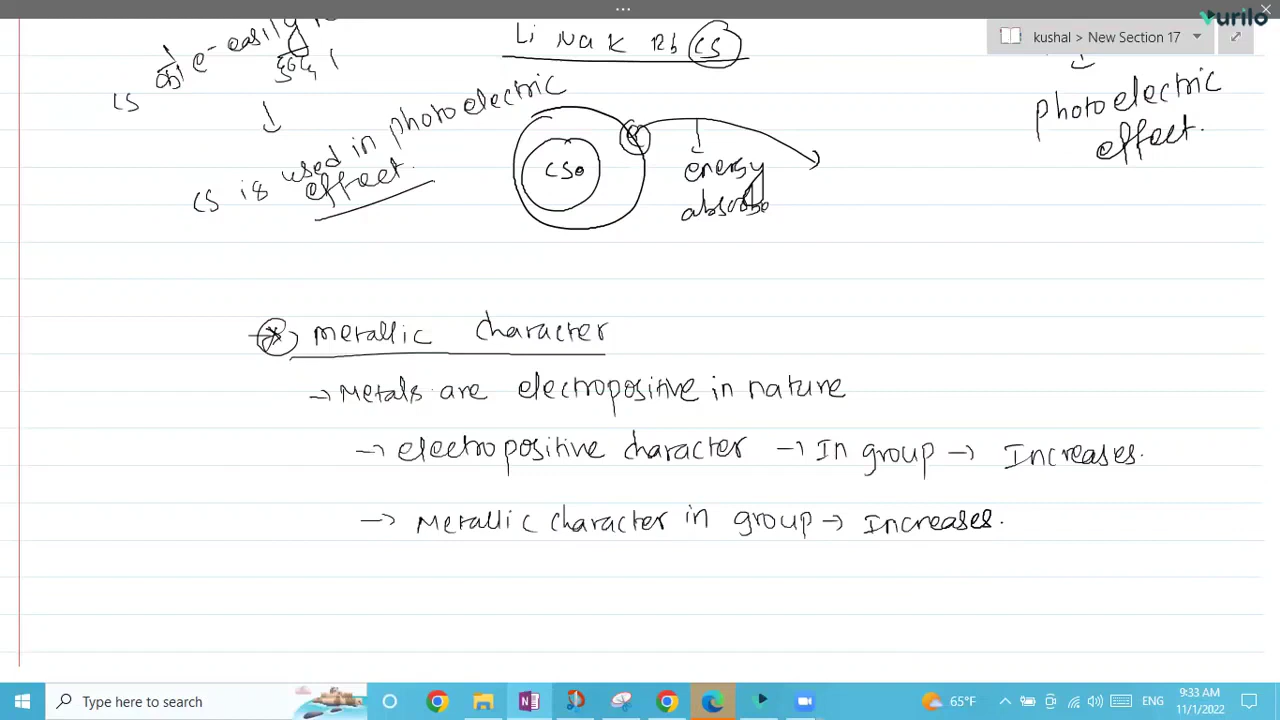 ...
yurilo
kushal > New Section 17
Li Na K Rb Cs
e- easily
Cs
Cs is used in photoelectric
effect.
Cs
e
energy
absorb
photoelectric
effect.
metallic character
→ Metals are electropositive in nature
→ electropositive character → In group → Increases.
→ Metallic character in group → Increases.
Type here to search
65°F
ENG
9:33 AM
11/1/2022